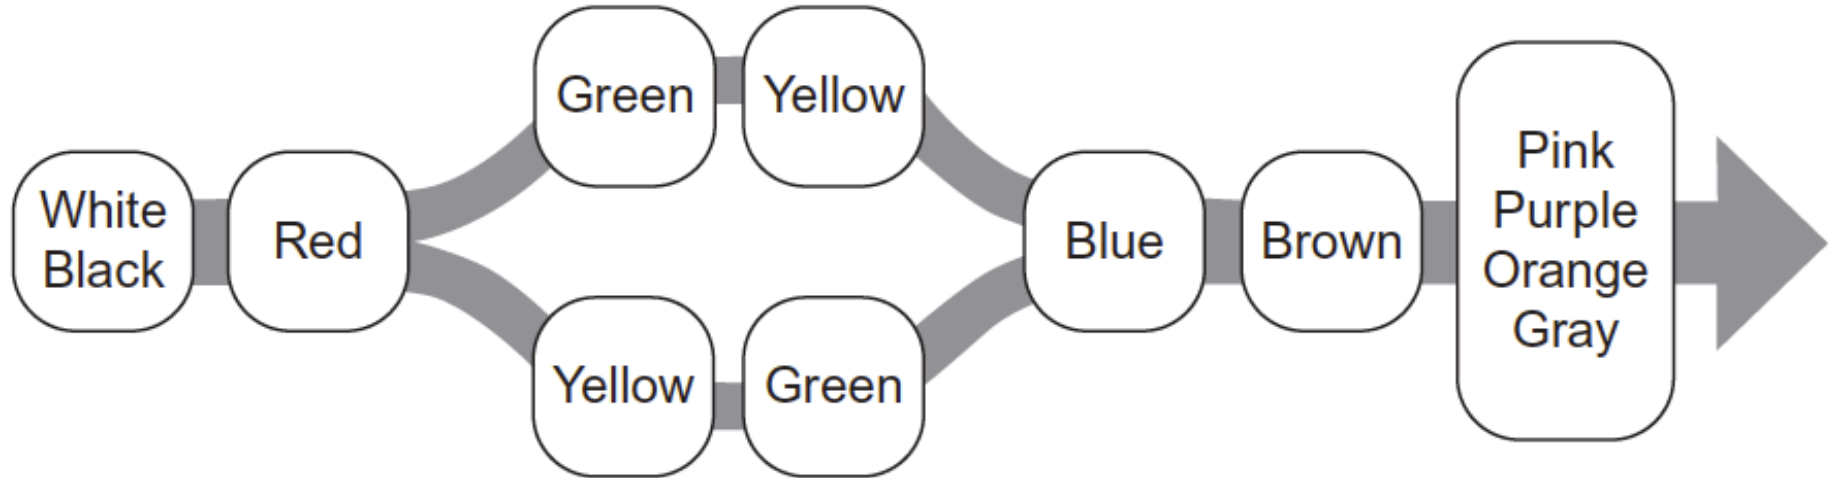 White
Black
Red
Green
Yellow
Yellow
Green
Blue
Brown
Pink
Purple
Orange
Gray